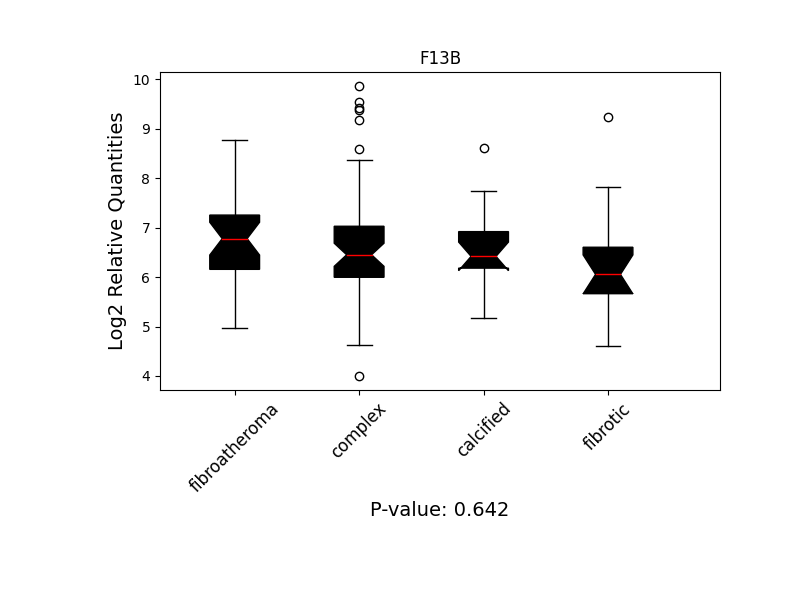 F13B
Log2 Relative Quantities
10
9
8
7
6
5
4
fibroatheroma
complex
calcified
fibrotic
P-value: 0.642